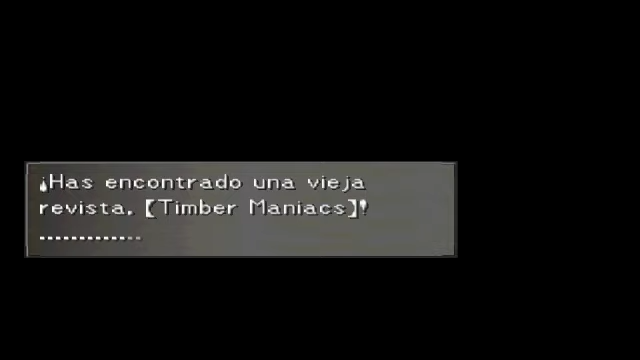 ¡Has encontrado una vieja
revista, 【Timber Maniacs】!
.............